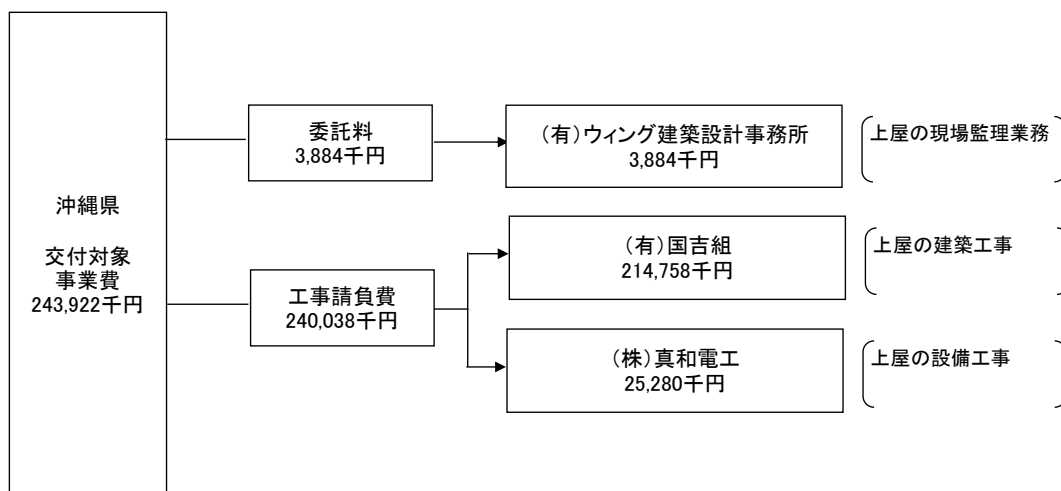 沖縄県
交付対象
事業費
243,922千円
委託料
3,884千円
(有)ウィング建築設計事務所
3,884千円
上屋の現場監理業務
工事請負費
240,038千円
(有)国吉組
214,758千円
上屋の建築工事
(株)真和電工
25,280千円
上屋の設備工事